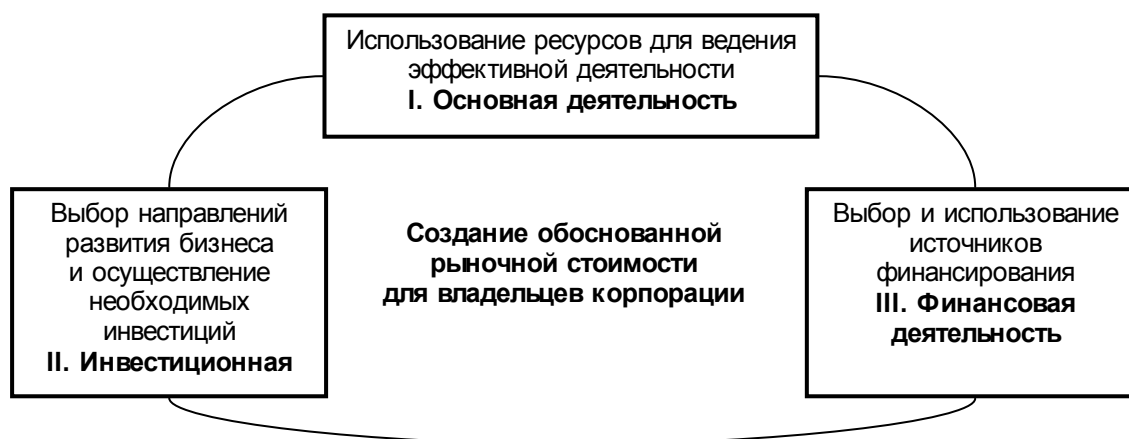 Использование ресурсов для ведения
эффективной деятельности
I. Основная деятельность
Выбор направлений
развития бизнеса
и осуществление
необходимых
инвестиций
II. Инвестиционная
Создание обоснованной
рыночной стоимости
для владельцев корпорации
Выбор и использование
источников
финансирования
III. Финансовая
деятельность